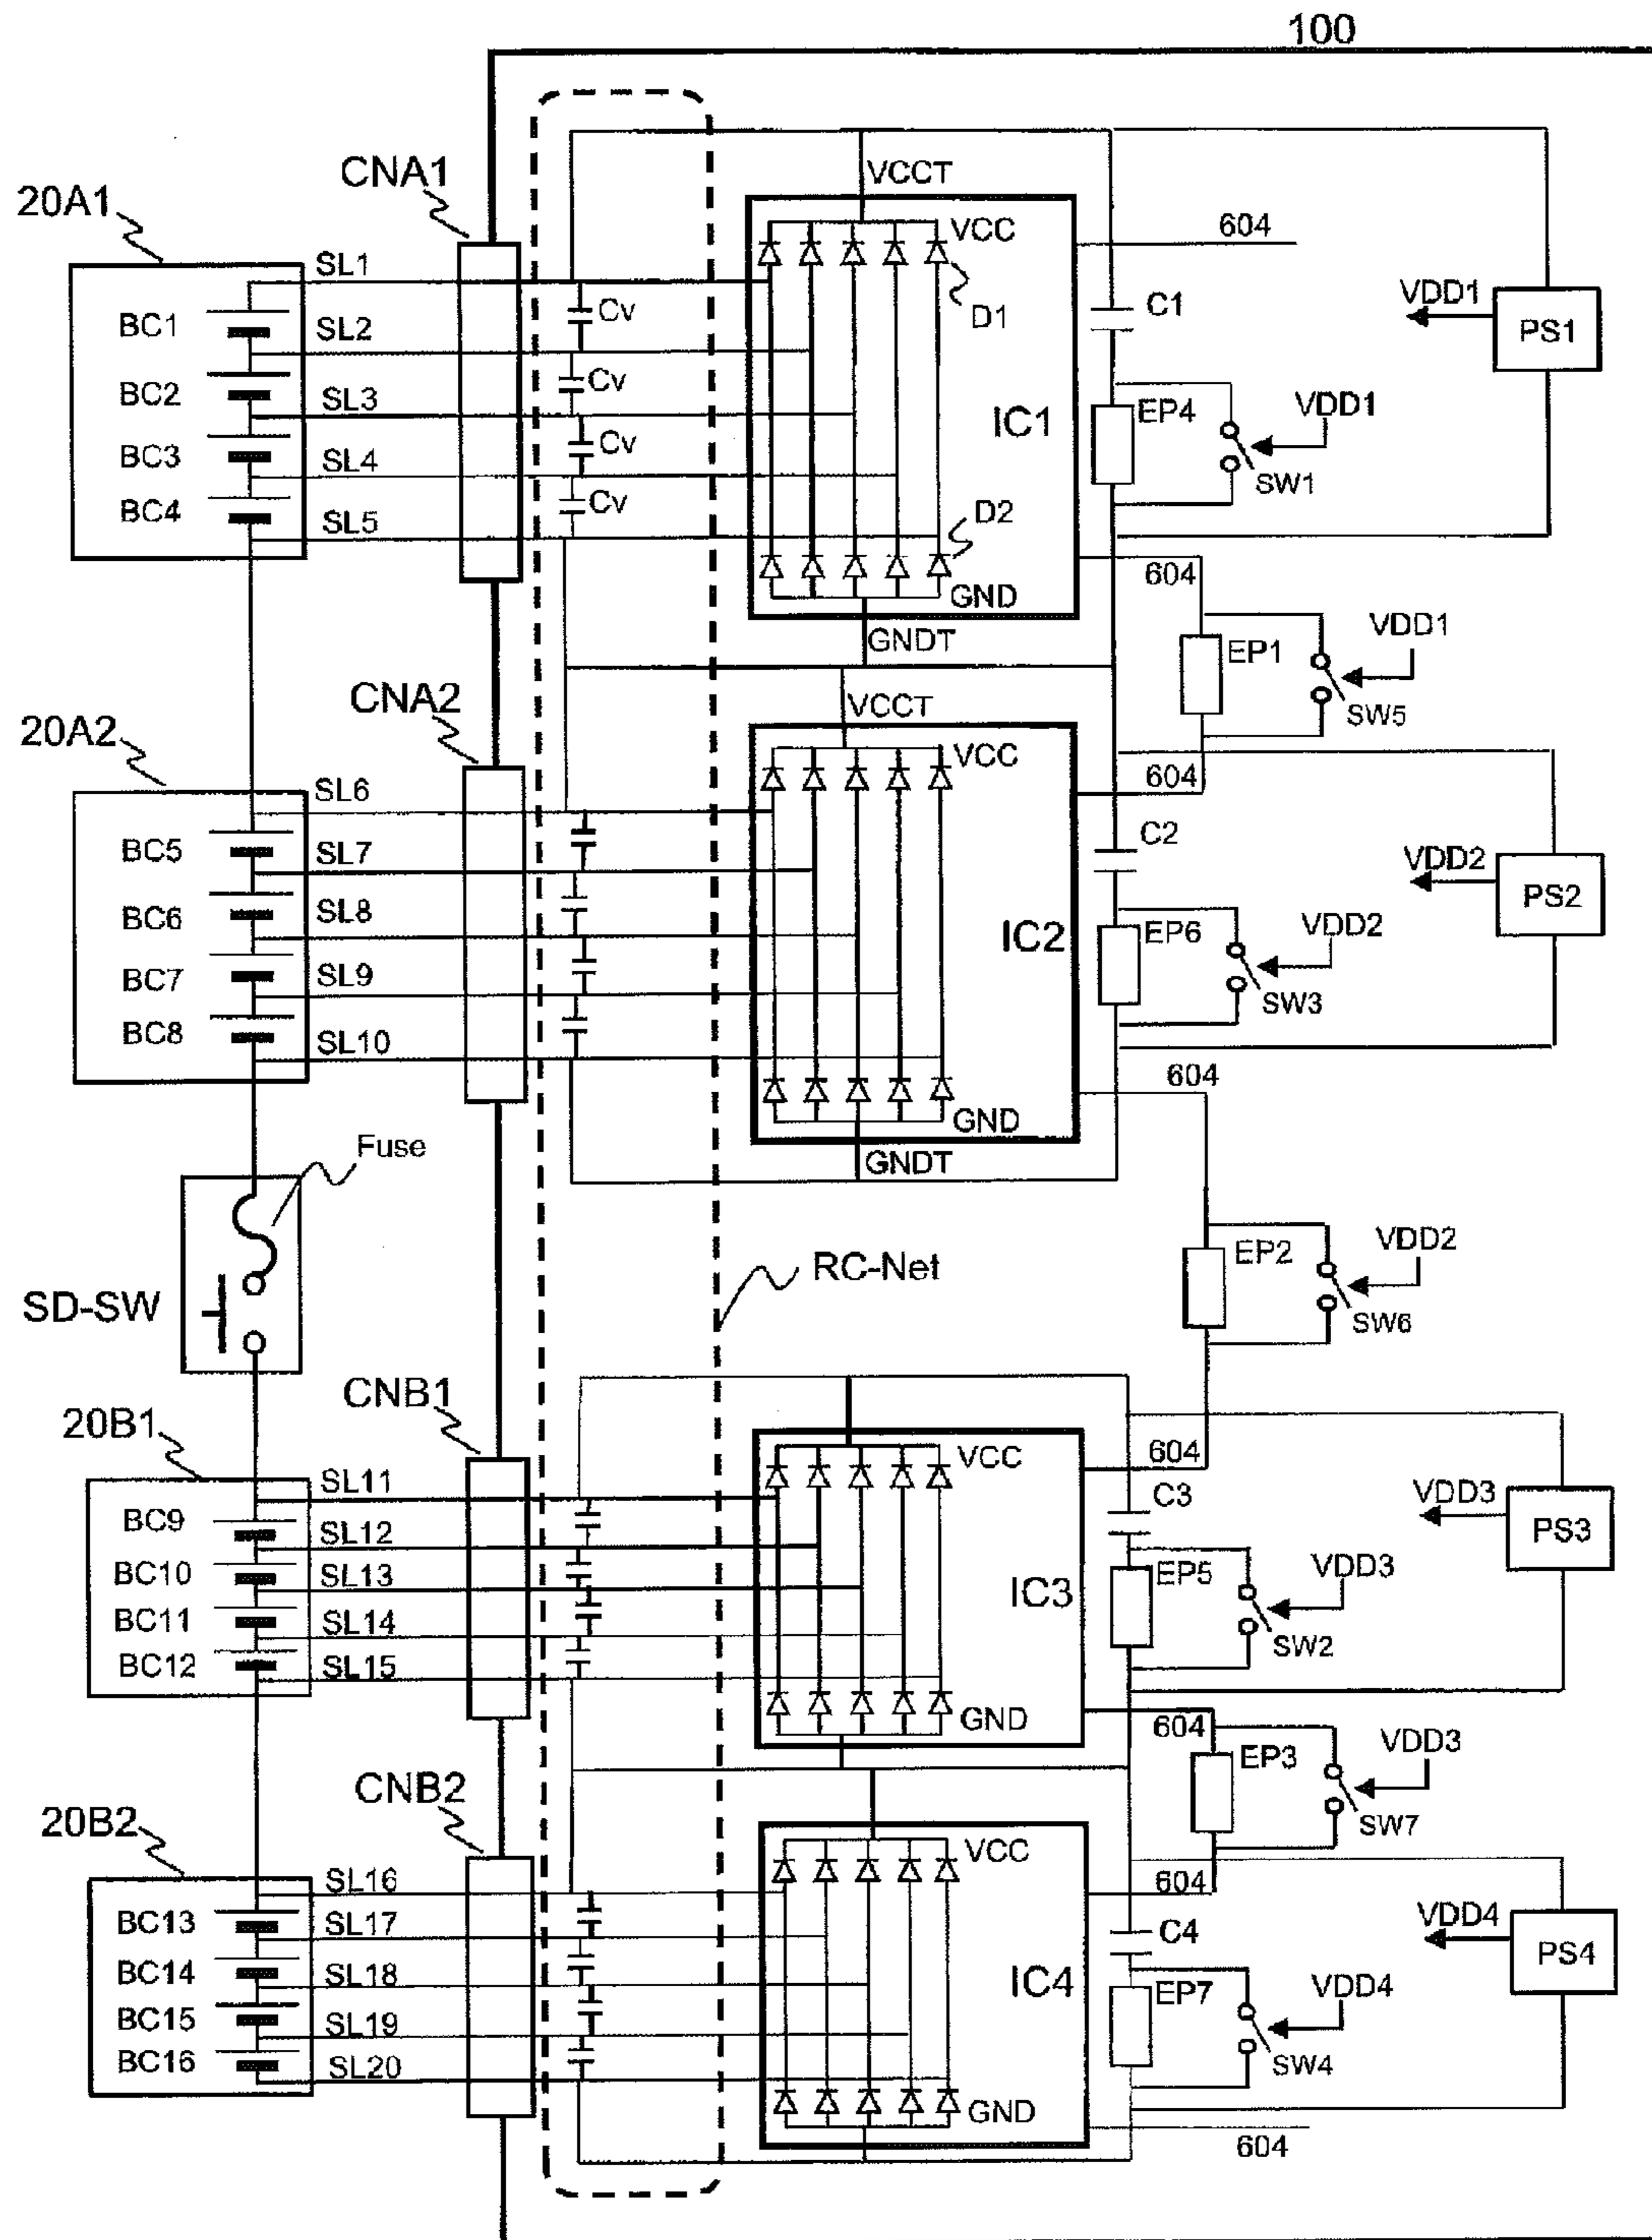 100
CNA1
20A1
VCCT
SL1
VCC
604
BC1
SL2
Cv
D1
C1
VDD1
PS1
BC2
SL3
Cv
IC1
EP4
VDD1
BC3
SL4
Cv
SW1
BC4
SL5
Cv
D2
604
GND
GNDT
EP1
VDD1
SW5
CNA2
20A2
VCCT
VCC
604
SL6
BC5
SL7
C2
VDD2
PS2
BC6
SL8
IC2
EP6
VDD2
BC7
SL9
SW3
BC8
SL10
604
GND
GNDT
Fuse
SD-SW
RC-Net
EP2
VDD2
SW6
CNB1
20B1
VCC
604
SL11
BC9
SL12
C3
VDD3
PS3
BC10
SL13
IC3
EP5
VDD3
BC11
SL14
SW2
BC12
SL15
GND
604
EP3
VDD3
SW7
CNB2
20B2
VCC
604
SL16
BC13
SL17
C4
VDD4
PS4
BC14
SL18
IC4
EP7
VDD4
BC15
SL19
SW4
BC16
SL20
GND
604